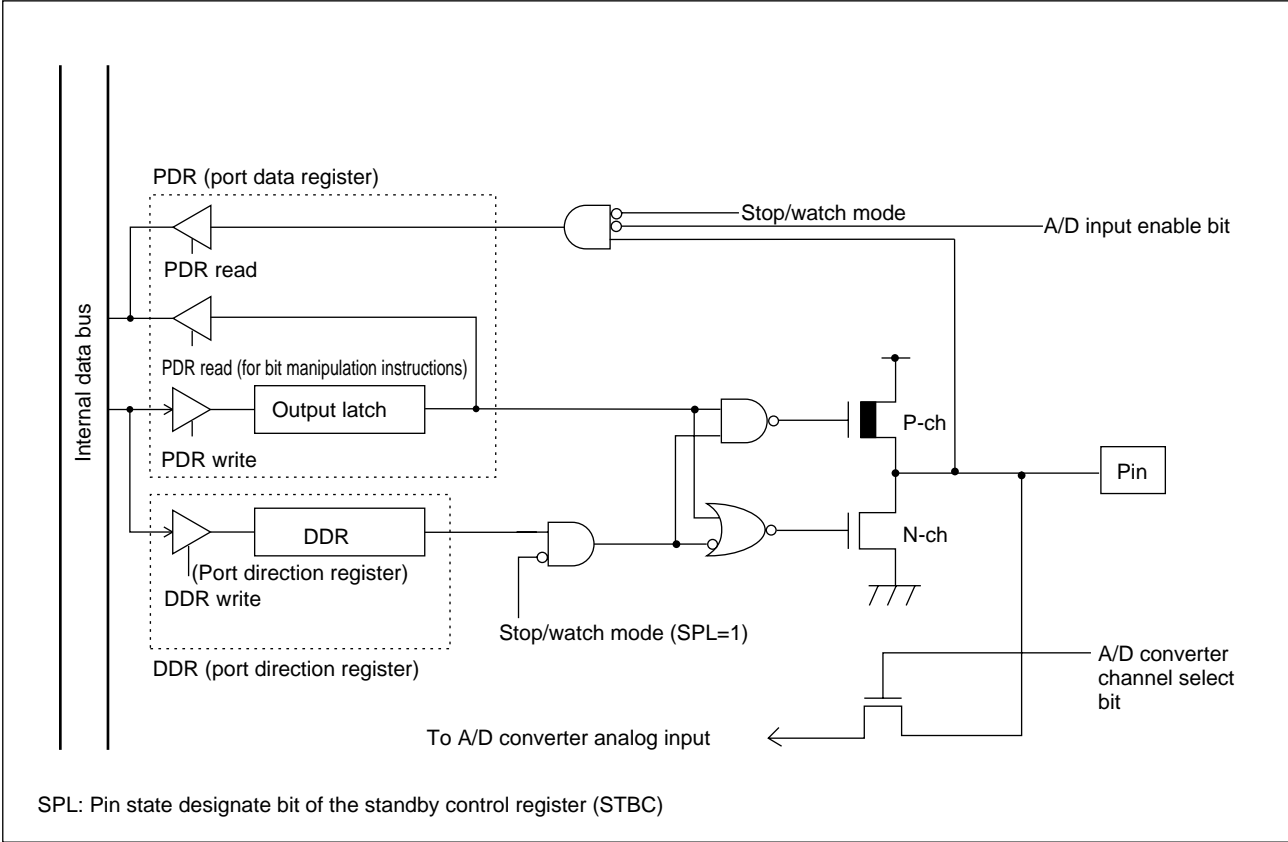 PDR (port data register)
Stop/watch mode
A/D input enable bit
PDR read
Internal data bus
PDR read (for bit manipulation instructions)
Output latch
P-ch
PDR write
Pin
DDR
N-ch
(Port direction register)
DDR write
Stop/watch mode (SPL=1)
DDR (port direction register)
A/D converter
channel select
bit
To A/D converter analog input
SPL: Pin state designate bit of the standby control register (STBC)